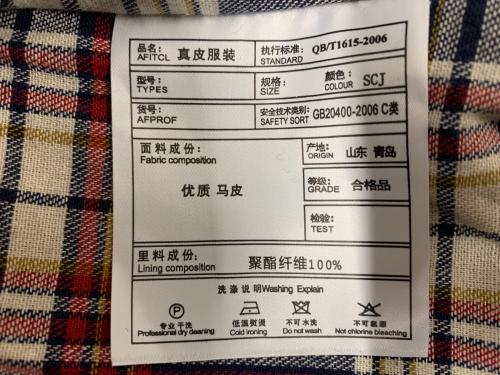 品名: 真皮服装 执行标准: QB/T1615-2006
AFITCL STANDARD
型号: 规格: 颜色: SCJ
TYPES SIZE COLOUR
货号: 安全技术类别: GB20400-2006 C类
AFPROF SAFETY SORT
面料成份: 产地: 山东 青岛
Fabric composition ORIGIN
优质 马皮 等级: 合格品
GRADE
检验:
TEST
里料成份: 聚酯纤维100%
Lining composition
洗涤说明Washing Explain
P
专业干洗 低温熨烫 不可水洗 不可氯漂
Professional dry cleaning Cold ironing Do not wash Not chlorine bleaching